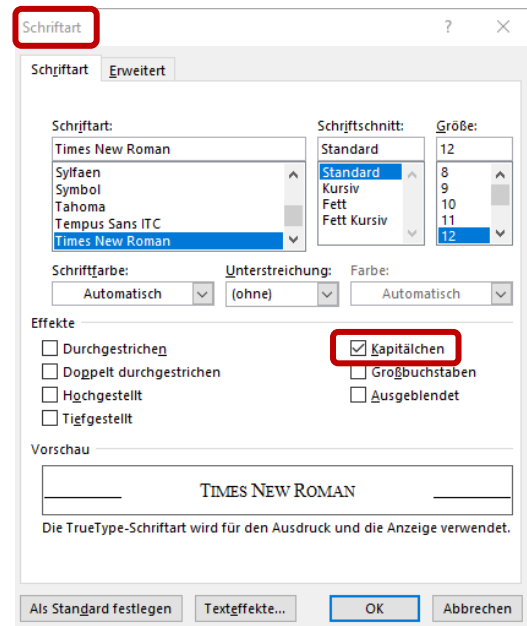 Schriftart ?
Schriftart Erweitert
Schriftart: Schriftschnitt: Größe:
Times New Roman Standard 12
Sylfaen Standard 8
Symbol Kursiv 9
Tahoma Fett 10
Tempus Sans ITC Fett Kursiv 11
Times New Roman 12
Schriftfarbe: Unterstreichung: Farbe:
Automatisch (ohne) Automatisch
Effekte
Durchgestrichen Kapitälchen
Doppelt durchgestrichen Großbuchstaben
Hochgestellt Ausgeblendet
Tiefgestellt
Vorschau
Times New Roman
Die TrueType-Schriftart wird für den Ausdruck und die Anzeige verwendet.
Als Standard festlegen Texteffekte... OK Abbrechen